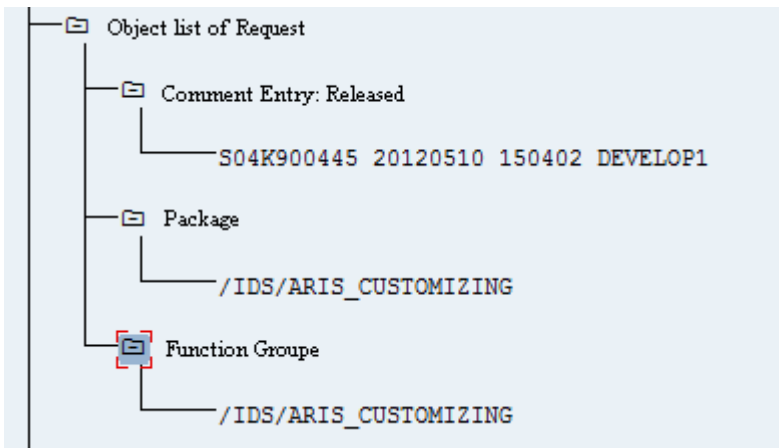 Object list of Request
Comment Entry: Released
S04K900445 20120510 150402 DEVELOP1
Package
/IDS/ARIS_CUSTOMIZING
Function Groupe
/IDS/ARIS_CUSTOMIZING